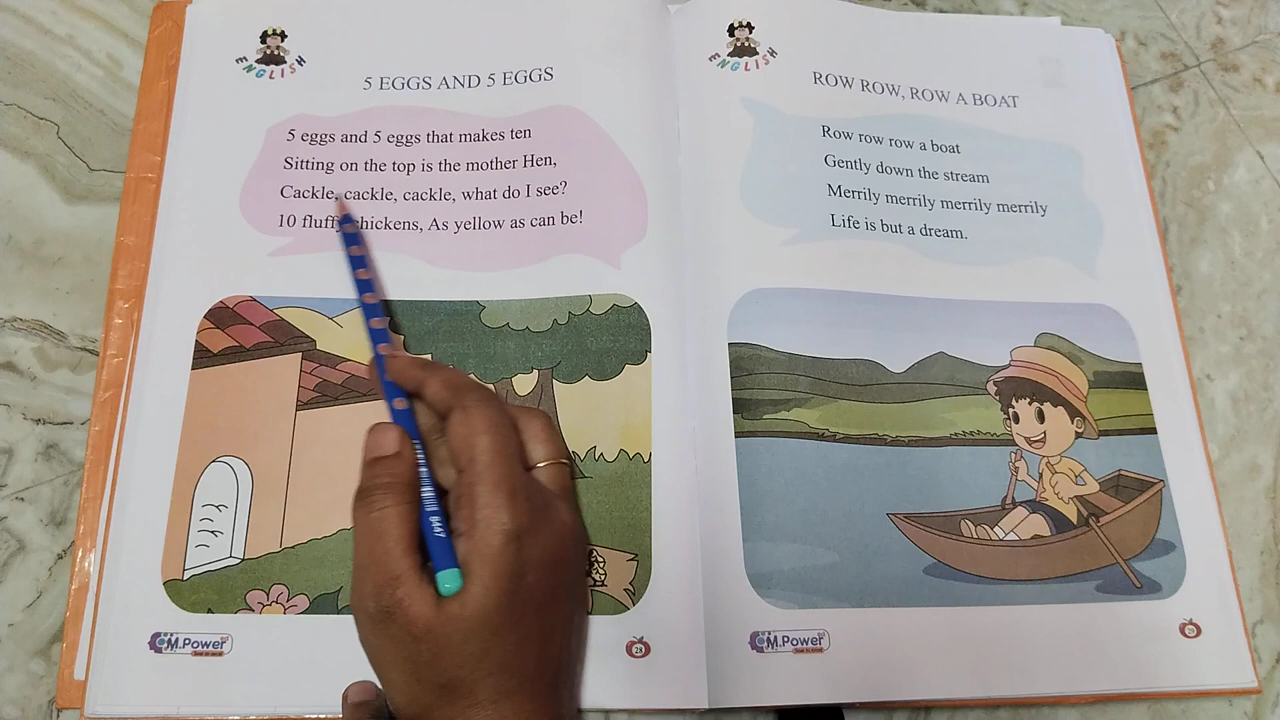 ENGLISH
5 EGGS AND 5 EGGS
5 eggs and 5 eggs that makes ten
Sitting on the top is the mother Hen,
Cackle, cackle, cackle, what do I see?
10 fluffy chickens, As yellow as can be!
M.Power
28
ENGLISH
ROW ROW, ROW A BOAT
Row row row a boat
Gently down the stream
Merrily merrily merrily merrily
Life is but a dream.
M.Power
29
8447